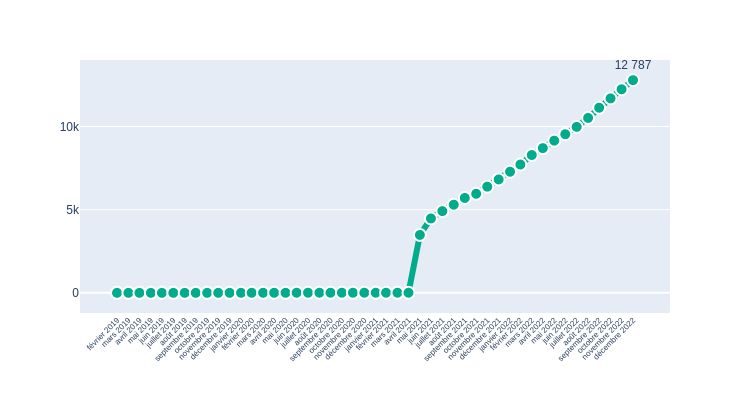 12 787
10k
5k
0
février 2019
mars 2019
avril 2019
mai 2019
juin 2019
juillet 2019
août 2019
septembre 2019
octobre 2019
novembre 2019
décembre 2019
janvier 2020
février 2020
mars 2020
avril 2020
mai 2020
juin 2020
juillet 2020
août 2020
septembre 2020
octobre 2020
novembre 2020
décembre 2020
janvier 2021
février 2021
mars 2021
avril 2021
mai 2021
juin 2021
juillet 2021
août 2021
septembre 2021
octobre 2021
novembre 2021
décembre 2021
janvier 2022
février 2022
mars 2022
avril 2022
mai 2022
juin 2022
juillet 2022
août 2022
septembre 2022
octobre 2022
novembre 2022
décembre 2022